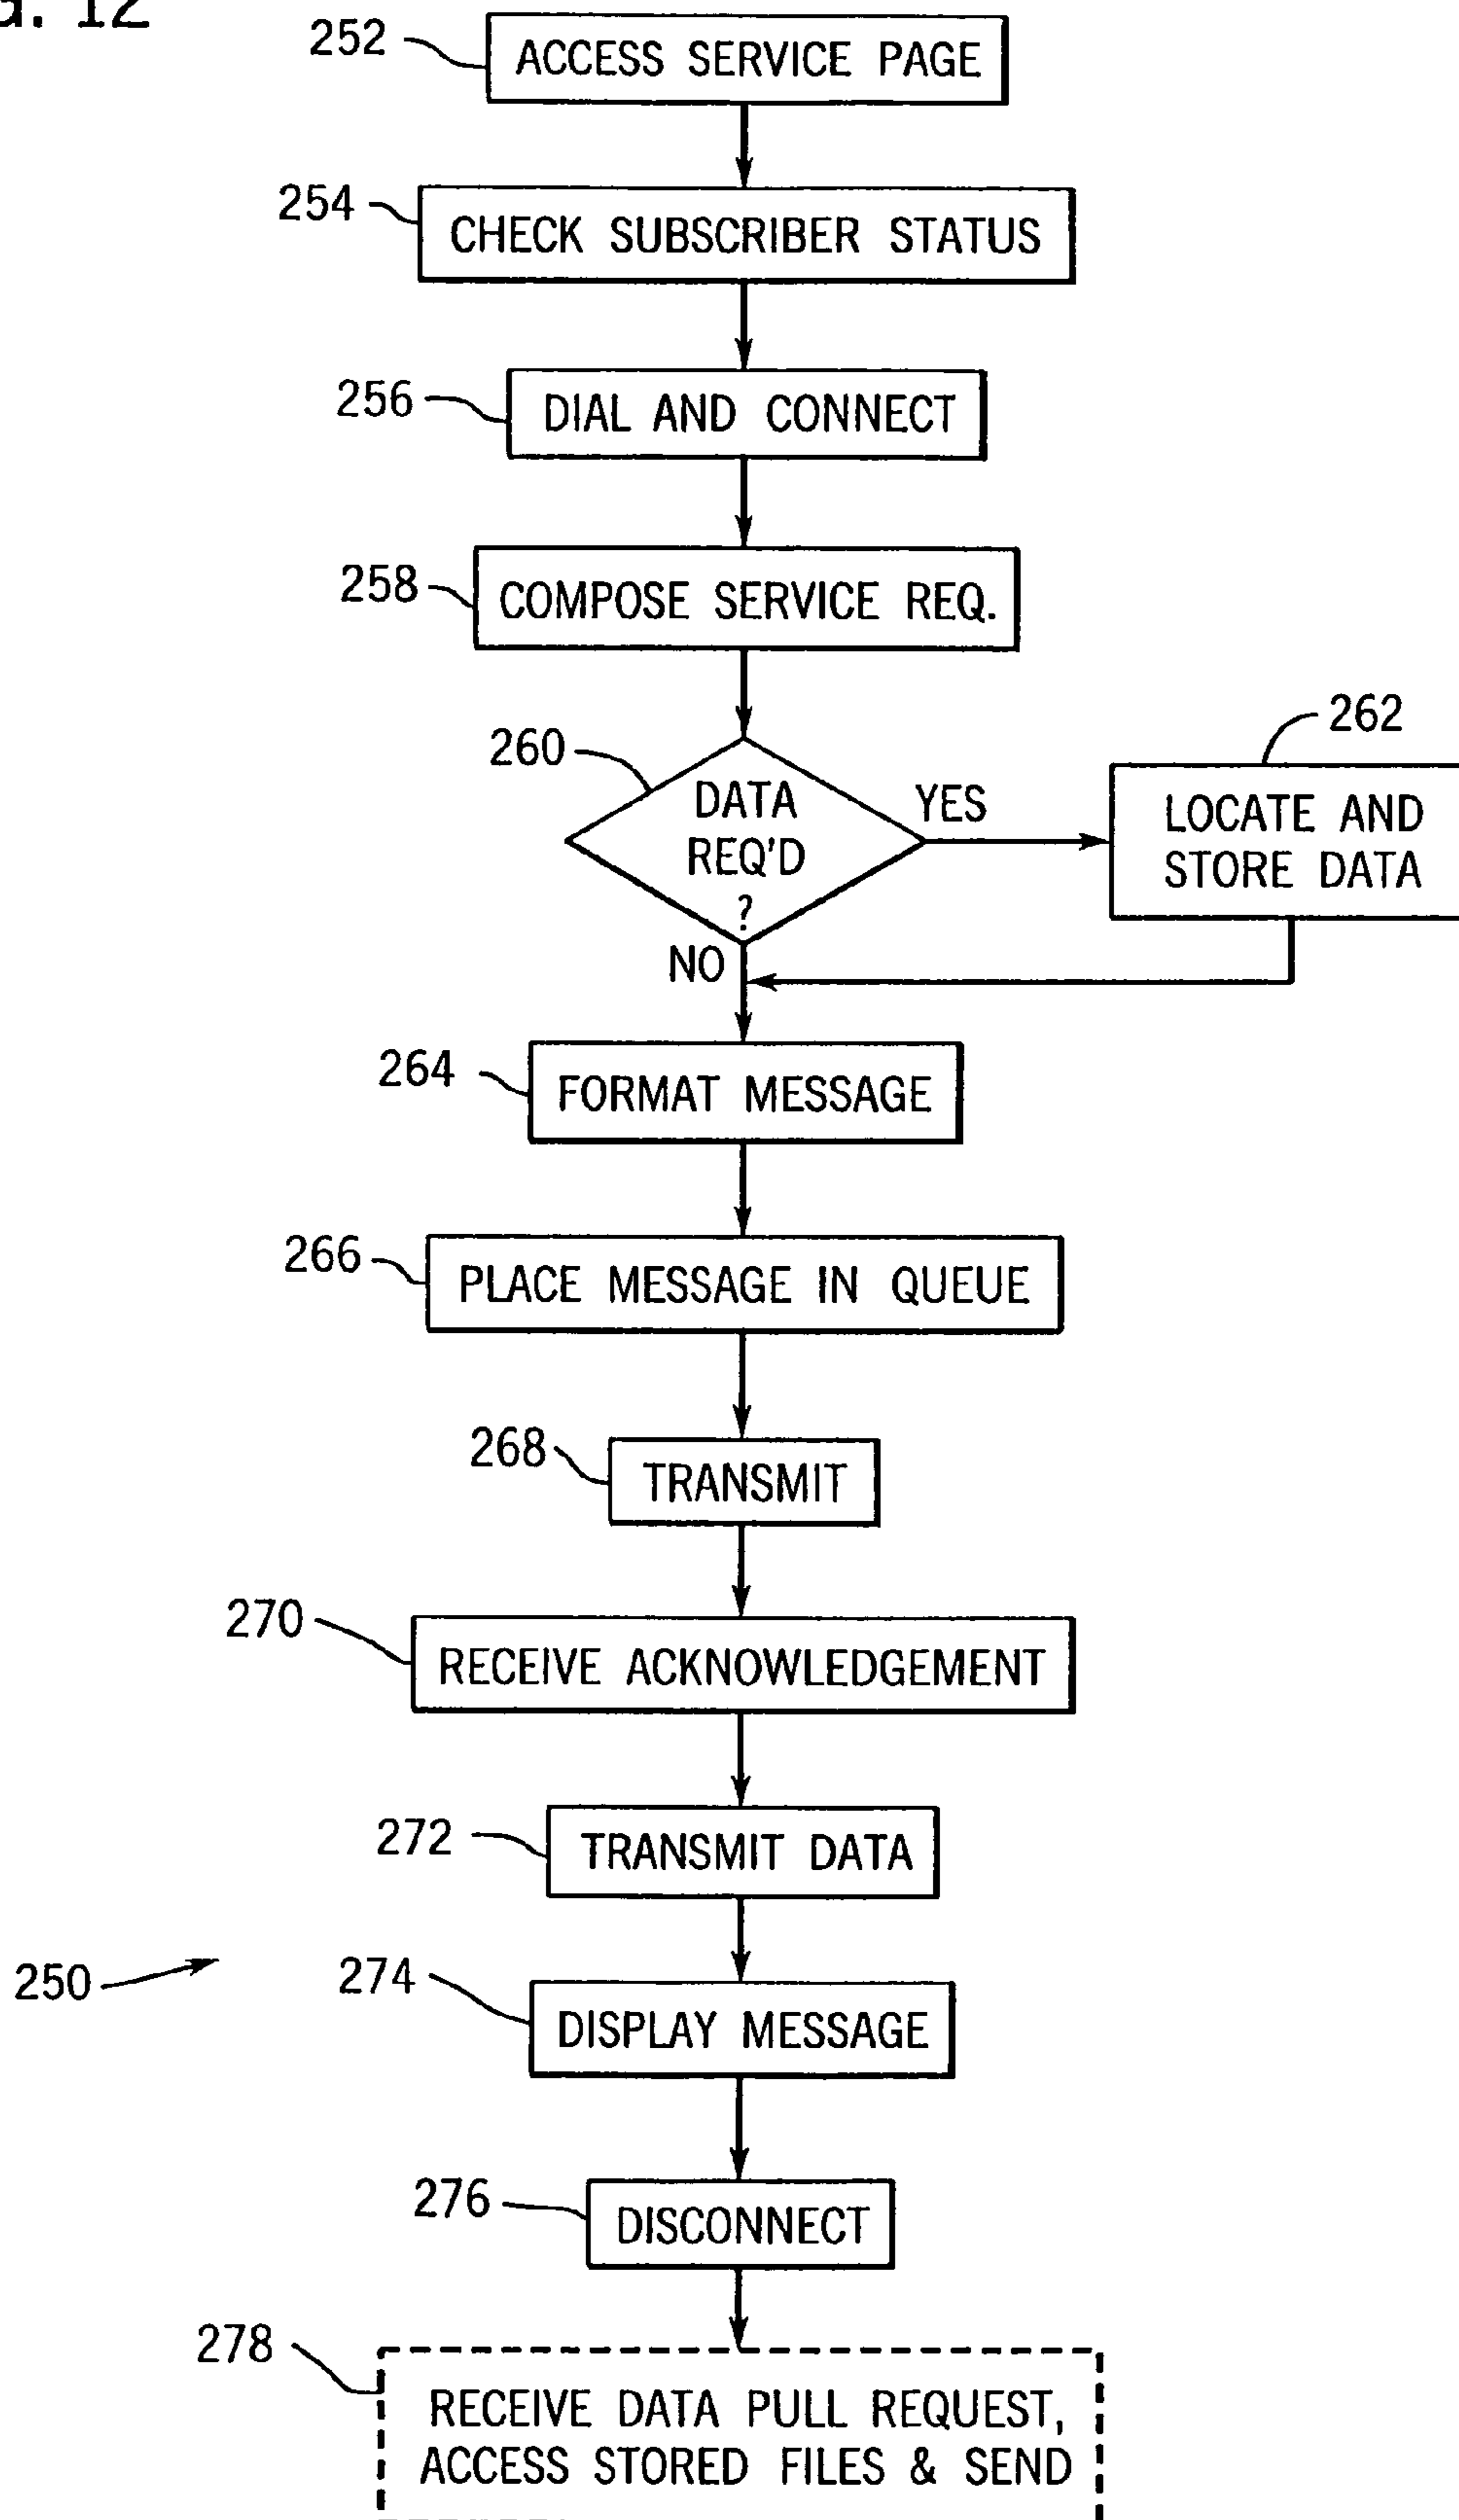 12
252
ACCESS SERVICE PAGE
254
CHECK SUBSCRIBER STATUS
256
DIAL AND CONNECT
258
COMPOSE SERVICE REQ.
260
DATA
REQ'D
?
YES
262
LOCATE AND
STORE DATA
NO
264
FORMAT MESSAGE
266
PLACE MESSAGE IN QUEUE
268
TRANSMIT
270
RECEIVE ACKNOWLEDGEMENT
272
TRANSMIT DATA
250
274
DISPLAY MESSAGE
276
DISCONNECT
278
RECEIVE DATA PULL REQUEST,
ACCESS STORED FILES & SEND